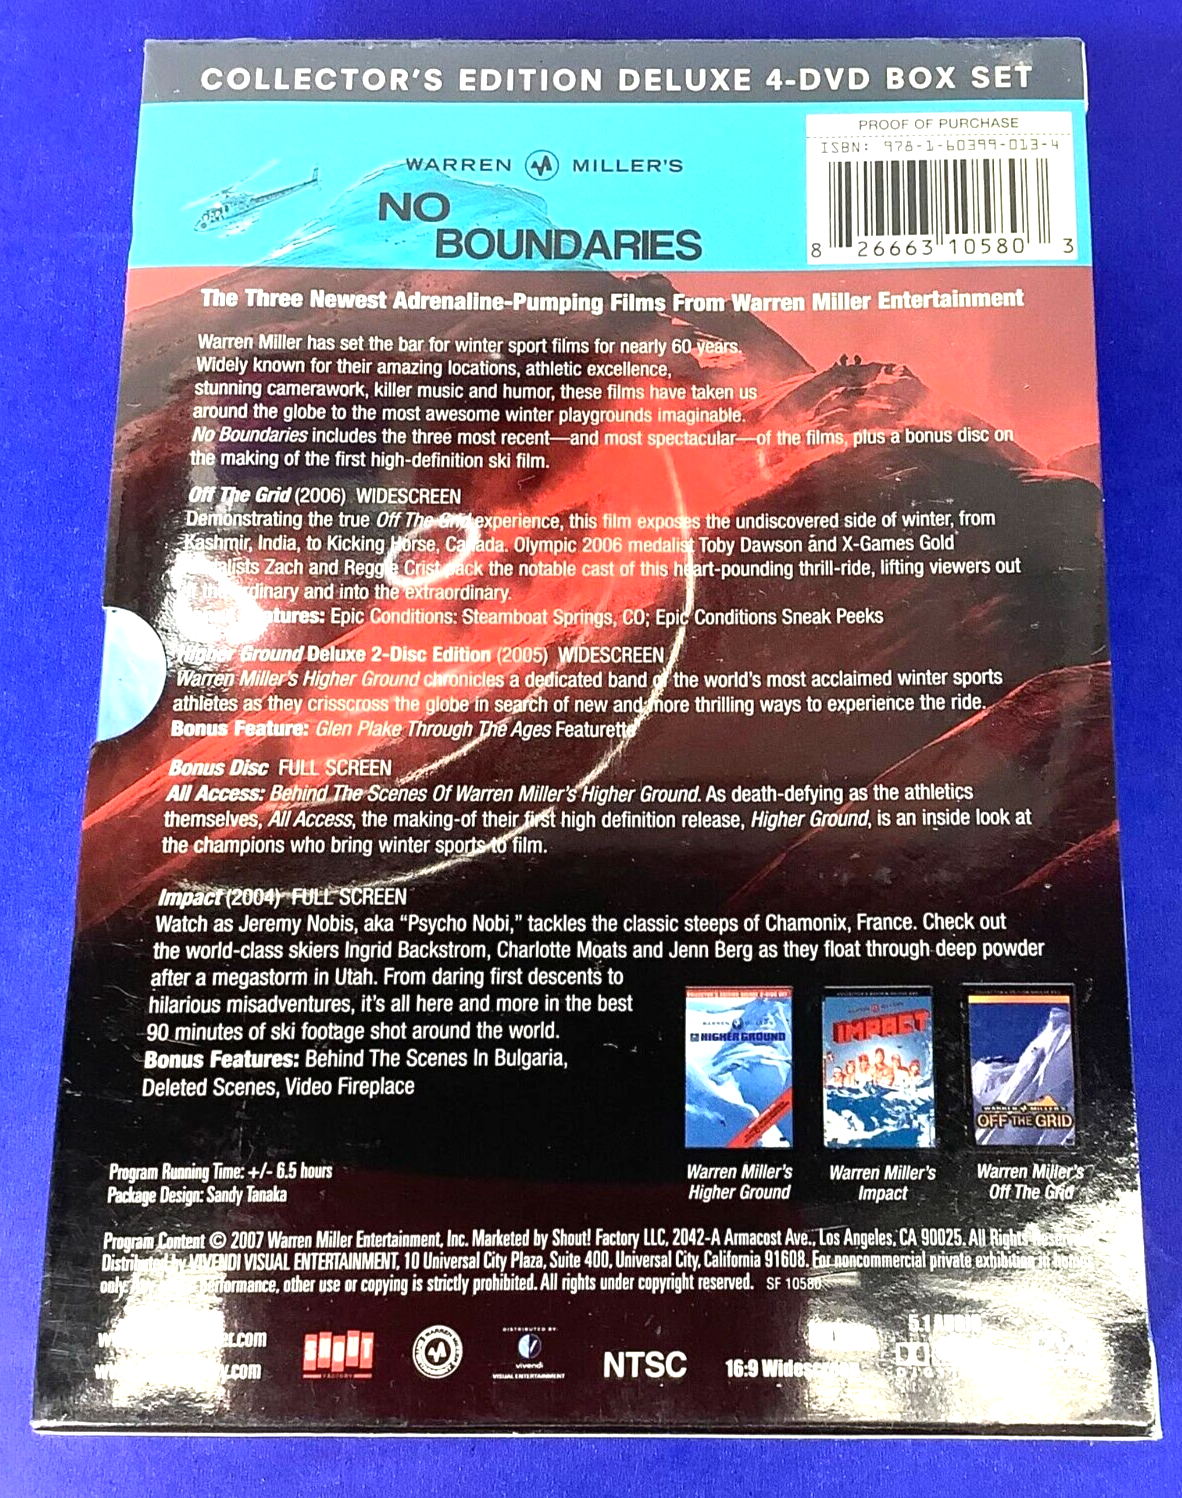 COLLECTOR'S EDITION DELUXE 4-DVD BOX SET
PROOF OF PURCHASE
ISBN: 978-1-60399-013-4
8 26663 10580 3
WARREN MILLER'S
NO
BOUNDARIES
The Three Newest Adrenaline-Pumping Films From Warren Miller Entertainment
Warren Miller has set the bar for winter sport films for nearly 60 years.
Widely known for their amazing locations, athletic excellence,
stunning camerawork, killer music and humor, these films have taken us
around the globe to the most awesome winter playgrounds imaginable.
No Boundaries includes the three most recent—and most spectacular—of the films, plus a bonus disc on
the making of the first high-definition ski film.
Off The Grid (2006) WIDESCREEN
Demonstrating the true Off The Grid experience, this film exposes the undiscovered side of winter, from
Kashmir, India, to Kicking Horse, Canada. Olympic 2006 medalist Toby Dawson and X-Games Gold
Zach and Reggie Crist pack the notable cast of this heart-pounding thrill-ride, lifting viewers out
and into the extraordinary.
Epic Conditions: Steamboat Springs, CO; Epic Conditions Sneak Peeks
Higher Ground Deluxe 2-Disc Edition (2005) WIDESCREEN
Warren Miller's Higher Ground chronicles a dedicated band of the world's most acclaimed winter sports
athletes as they crisscross the globe in search of new and more thrilling ways to experience the ride.
Bonus Feature: Glen Plake Through The Ages Featurette
Bonus Disc FULL SCREEN
All Access: Behind The Scenes Of Warren Miller's Higher Ground. As death-defying as the athletics
themselves, All Access, the making-of their first high definition release, Higher Ground, is an inside look at
the champions who bring winter sports to film.
Impact (2004) FULL SCREEN
Watch as Jeremy Nobis, aka "Psycho Nobi," tackles the classic steeps of Chamonix, France. Check out
the world-class skiers Ingrid Backstrom, Charlotte Moats and Jenn Berg as they float through deep powder
after a megastorm in Utah. From daring first descents to
hilarious misadventures, it's all here and more in the best
90 minutes of ski footage shot around the world.
Bonus Features: Behind The Scenes In Bulgaria,
Deleted Scenes, Video Fireplace
HIGHER GROUND
IMPACT
WARREN MILLER'S
OFF THE GRID
Warren Miller's
Higher Ground
Warren Miller's
Impact
Warren Miller's
Off The Grid
Program Running Time: +/- 6.5 hours
Package Design: Sandy Tanaka
Program Content © 2007 Warren Miller Entertainment, Inc. Marketed by Shout! Factory LLC, 2042-A Armacost Ave., Los Angeles, CA 90025. All Rights
Distributed by VIVENDI VISUAL ENTERTAINMENT, 10 Universal City Plaza, Suite 400, Universal City, California 91608. For noncommercial private exhibition in
only. performance, other use or copying is strictly prohibited. All rights under copyright reserved. SF 10580
SHOUT
FACTORY
DISTRIBUTED BY:
vivendi
VISUAL ENTERTAINMENT
NTSC
16:9 Widescreen
5.1